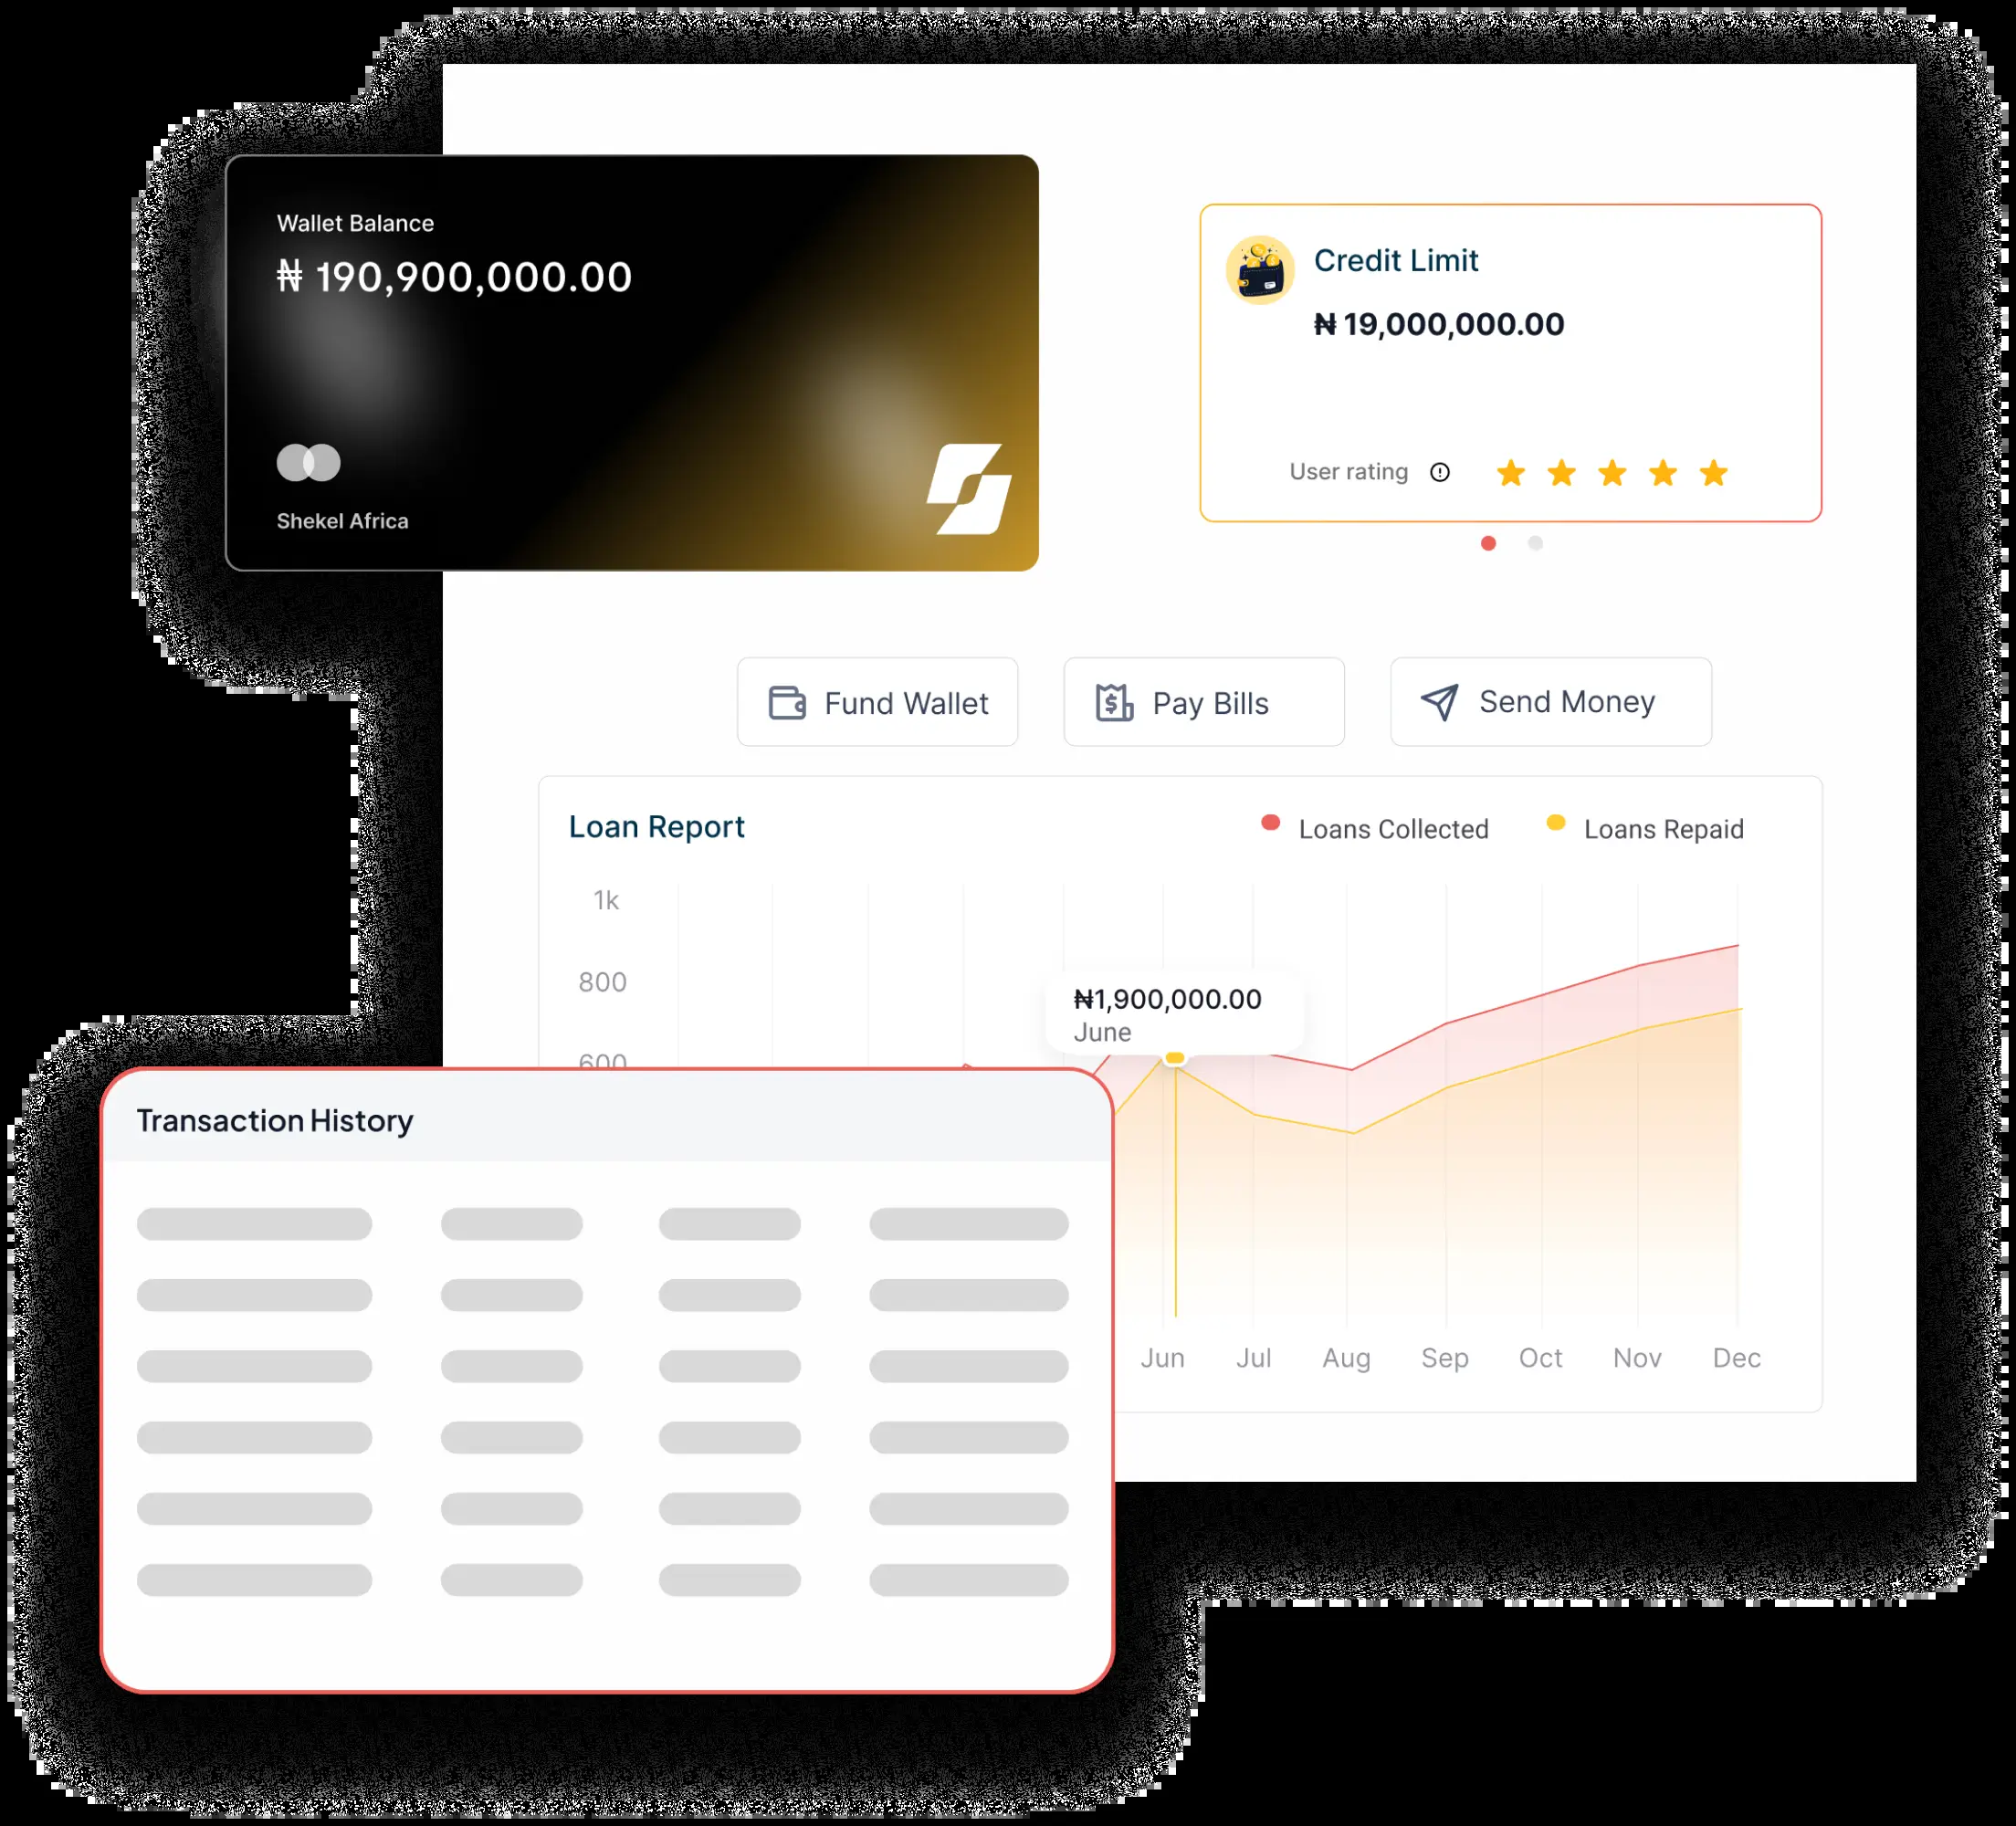 Wallet Balance
₦ 190,900,000.00
Shekel Africa
Credit Limit
₦ 19,000,000.00
User rating
Fund Wallet
Pay Bills
Send Money
Loan Report
Loans Collected
Loans Repaid
1k
800
600
₦1,900,000.00
June
Jun Jul Aug Sep Oct Nov Dec
Transaction History